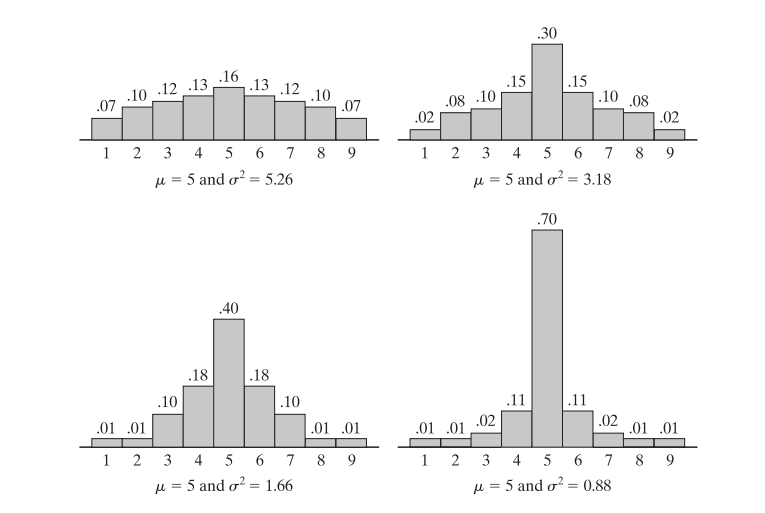 .07 .10 .12 .13 .16 .13 .12 .10 .07
1 2 3 4 5 6 7 8 9
μ = 5 and σ² = 5.26
.02 .08 .10 .15 .30 .15 .10 .08 .02
1 2 3 4 5 6 7 8 9
μ = 5 and σ² = 3.18
.01 .01 .10 .18 .40 .18 .10 .01 .01
1 2 3 4 5 6 7 8 9
μ = 5 and σ² = 1.66
.01 .01 .02 .11 .70 .11 .02 .01 .01
1 2 3 4 5 6 7 8 9
μ = 5 and σ² = 0.88